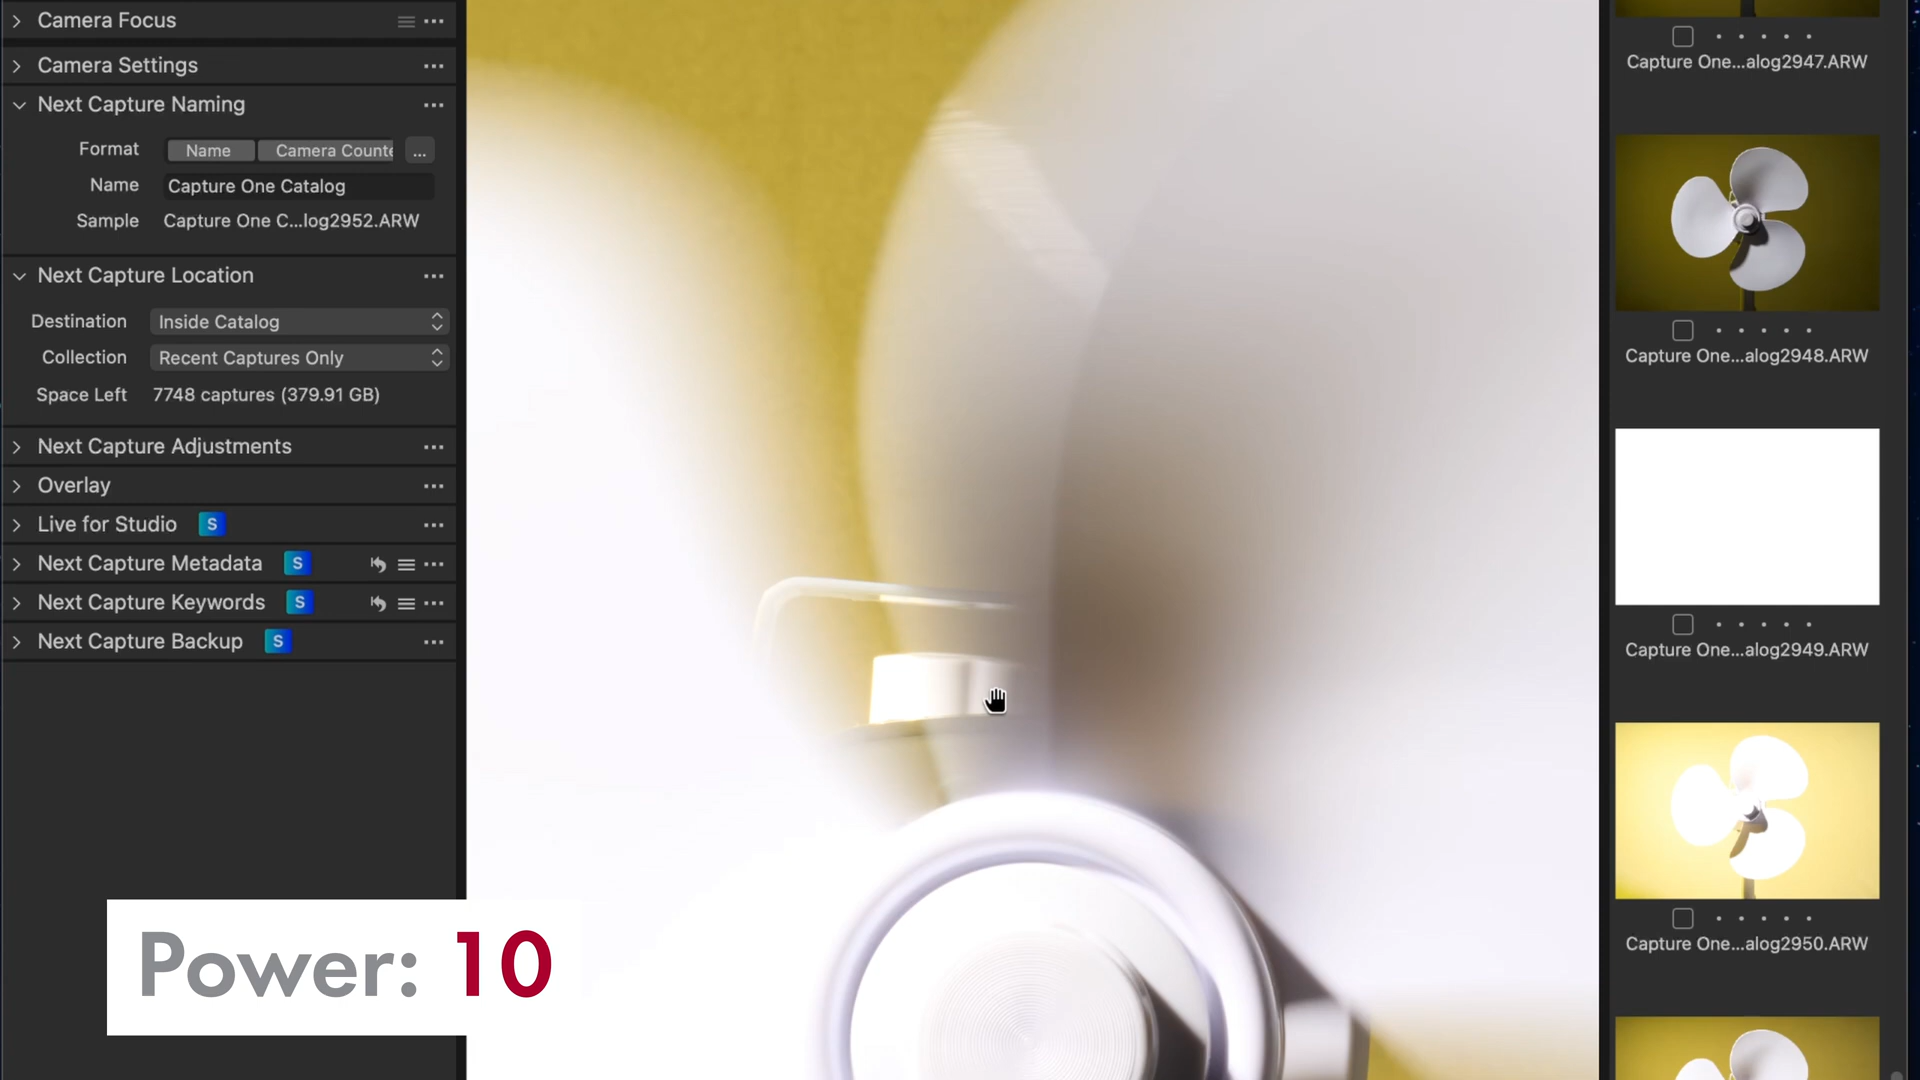 Camera Focus
Camera Settings
Next Capture Naming
Format Name Camera Counte ...
Name Capture One Catalog
Sample Capture One C...log2952.ARW
Next Capture Location
Destination Inside Catalog
Collection Recent Captures Only
Space Left 7748 captures (379.91 GB)
Next Capture Adjustments
Overlay
Live for Studio S
Next Capture Metadata S
Next Capture Keywords S
Next Capture Backup S
Power: 10
Capture One...alog2947.ARW
Capture One...alog2948.ARW
Capture One...alog2949.ARW
Capture One...alog2950.ARW